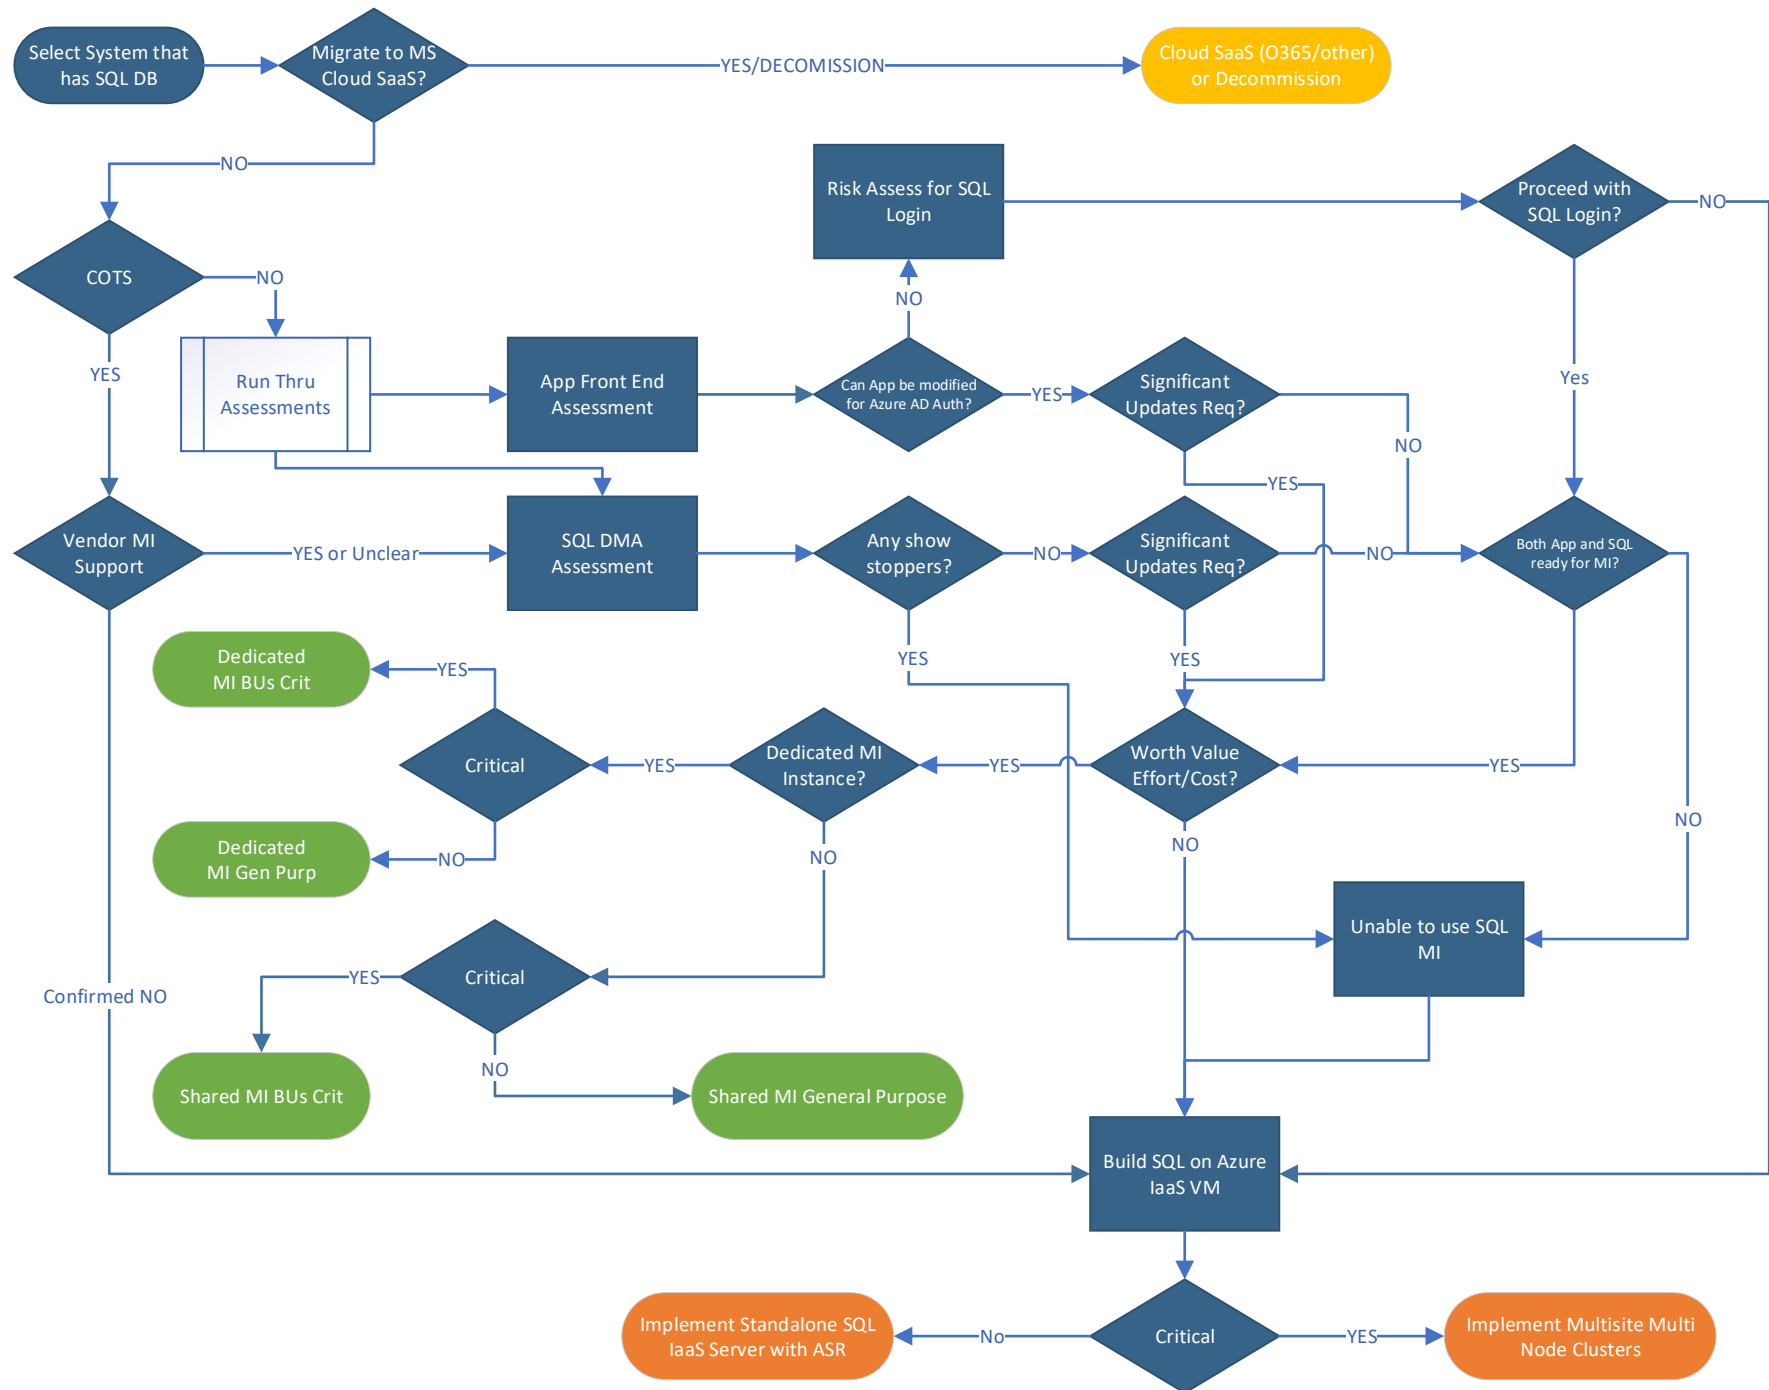 Select System that
has SQL DB
Migrate to MS
Cloud SaaS?
YES/DECOMISSION
Cloud SaaS (O365/other)
or Decommission
NO
Risk Assess for SQL
Login
Proceed with
SQL Login?
NO
COTS
NO
NO
YES
Run Thru
Assessments
App Front End
Assessment
Can App be modified
for Azure AD Auth?
YES
Significant
Updates Req?
Yes
NO
YES
Vendor MI
Support
YES or Unclear
SQL DMA
Assessment
Any show
stoppers?
NO
Significant
Updates Req?
NO
Both App and SQL
ready for MI?
YES
YES
Dedicated
MI BUs Crit
YES
Critical
YES
Dedicated MI
Instance?
YES
Worth Value
Effort/Cost?
YES
NO
Dedicated
MI Gen Purp
NO
NO
NO
Unable to use SQL
MI
Critical
YES
Confirmed NO
NO
Shared MI BUs Crit
Shared MI General Purpose
Build SQL on Azure
IaaS VM
Implement Standalone SQL
IaaS Server with ASR
No
Critical
YES
Implement Multisite Multi
Node Clusters